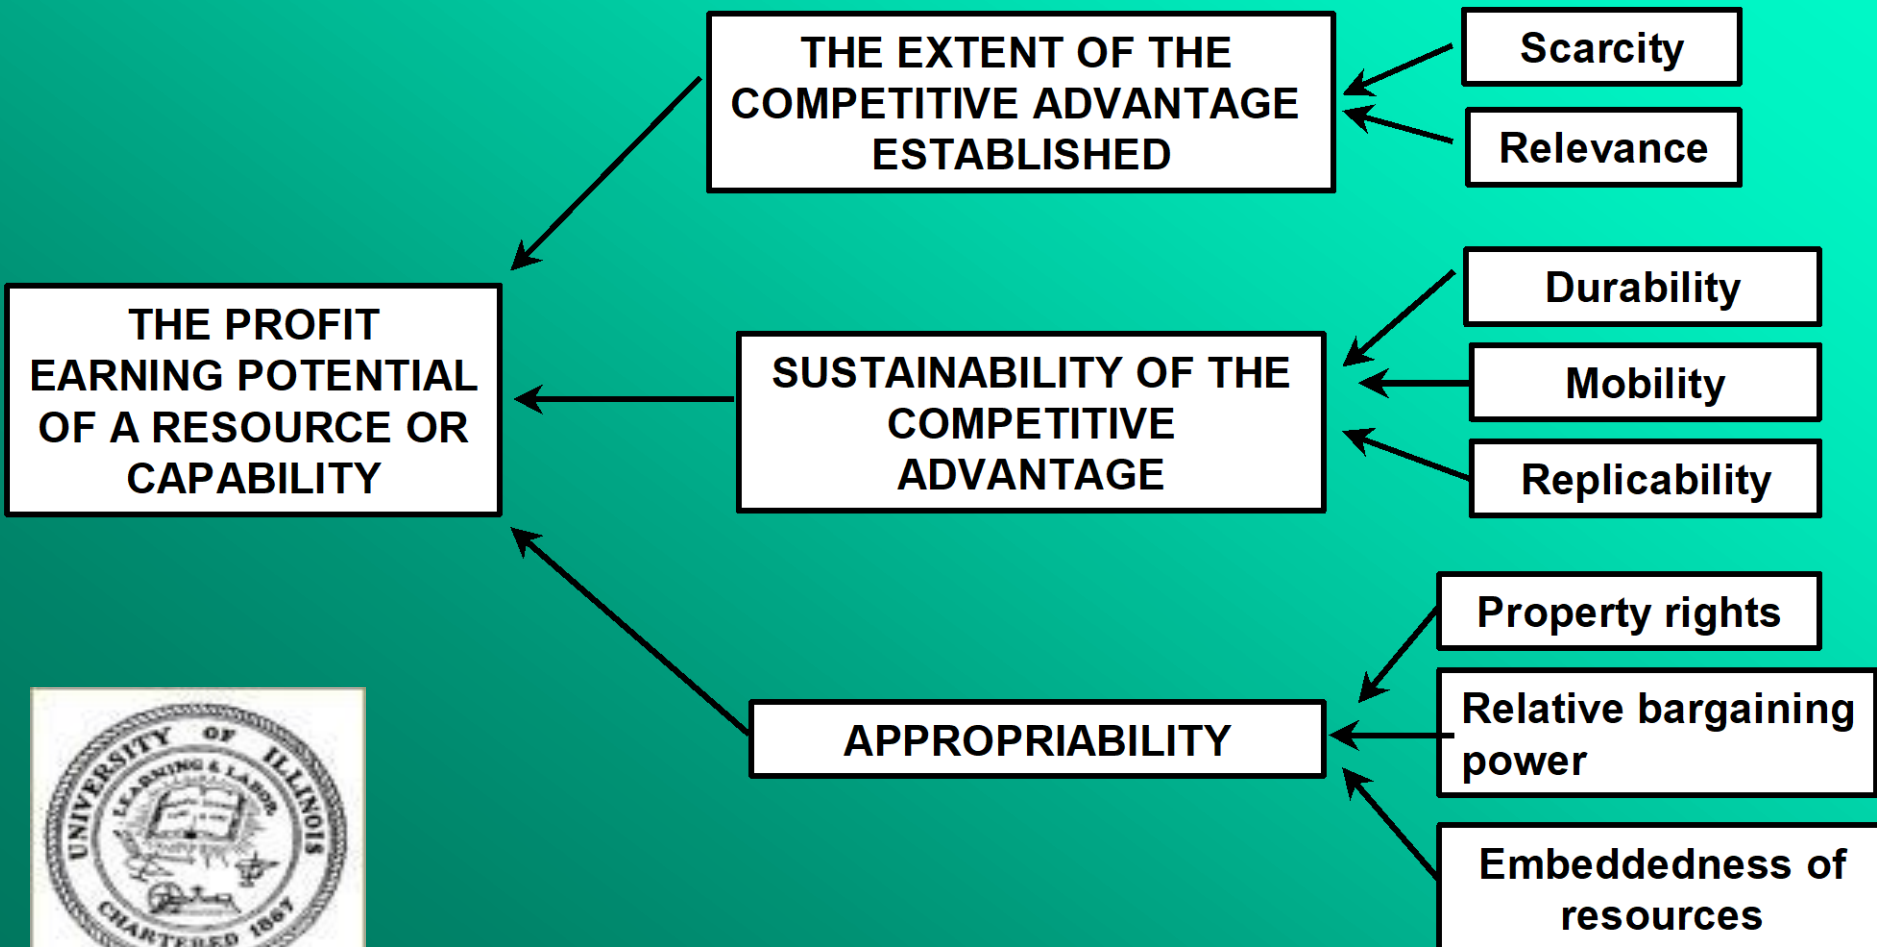 THE EXTENT OF THE
COMPETITIVE ADVANTAGE
ESTABLISHED
Scarcity
Relevance
THE PROFIT
EARNING POTENTIAL
OF A RESOURCE OR
CAPABILITY
SUSTAINABILITY OF THE
COMPETITIVE
ADVANTAGE
Durability
Mobility
Replicability
APPROPRIABILITY
Property rights
Relative bargaining
power
Embeddedness of
resources
UNIVERSITY OF ILLINOIS
LEARNING & LABOR
CHARTERED 1867